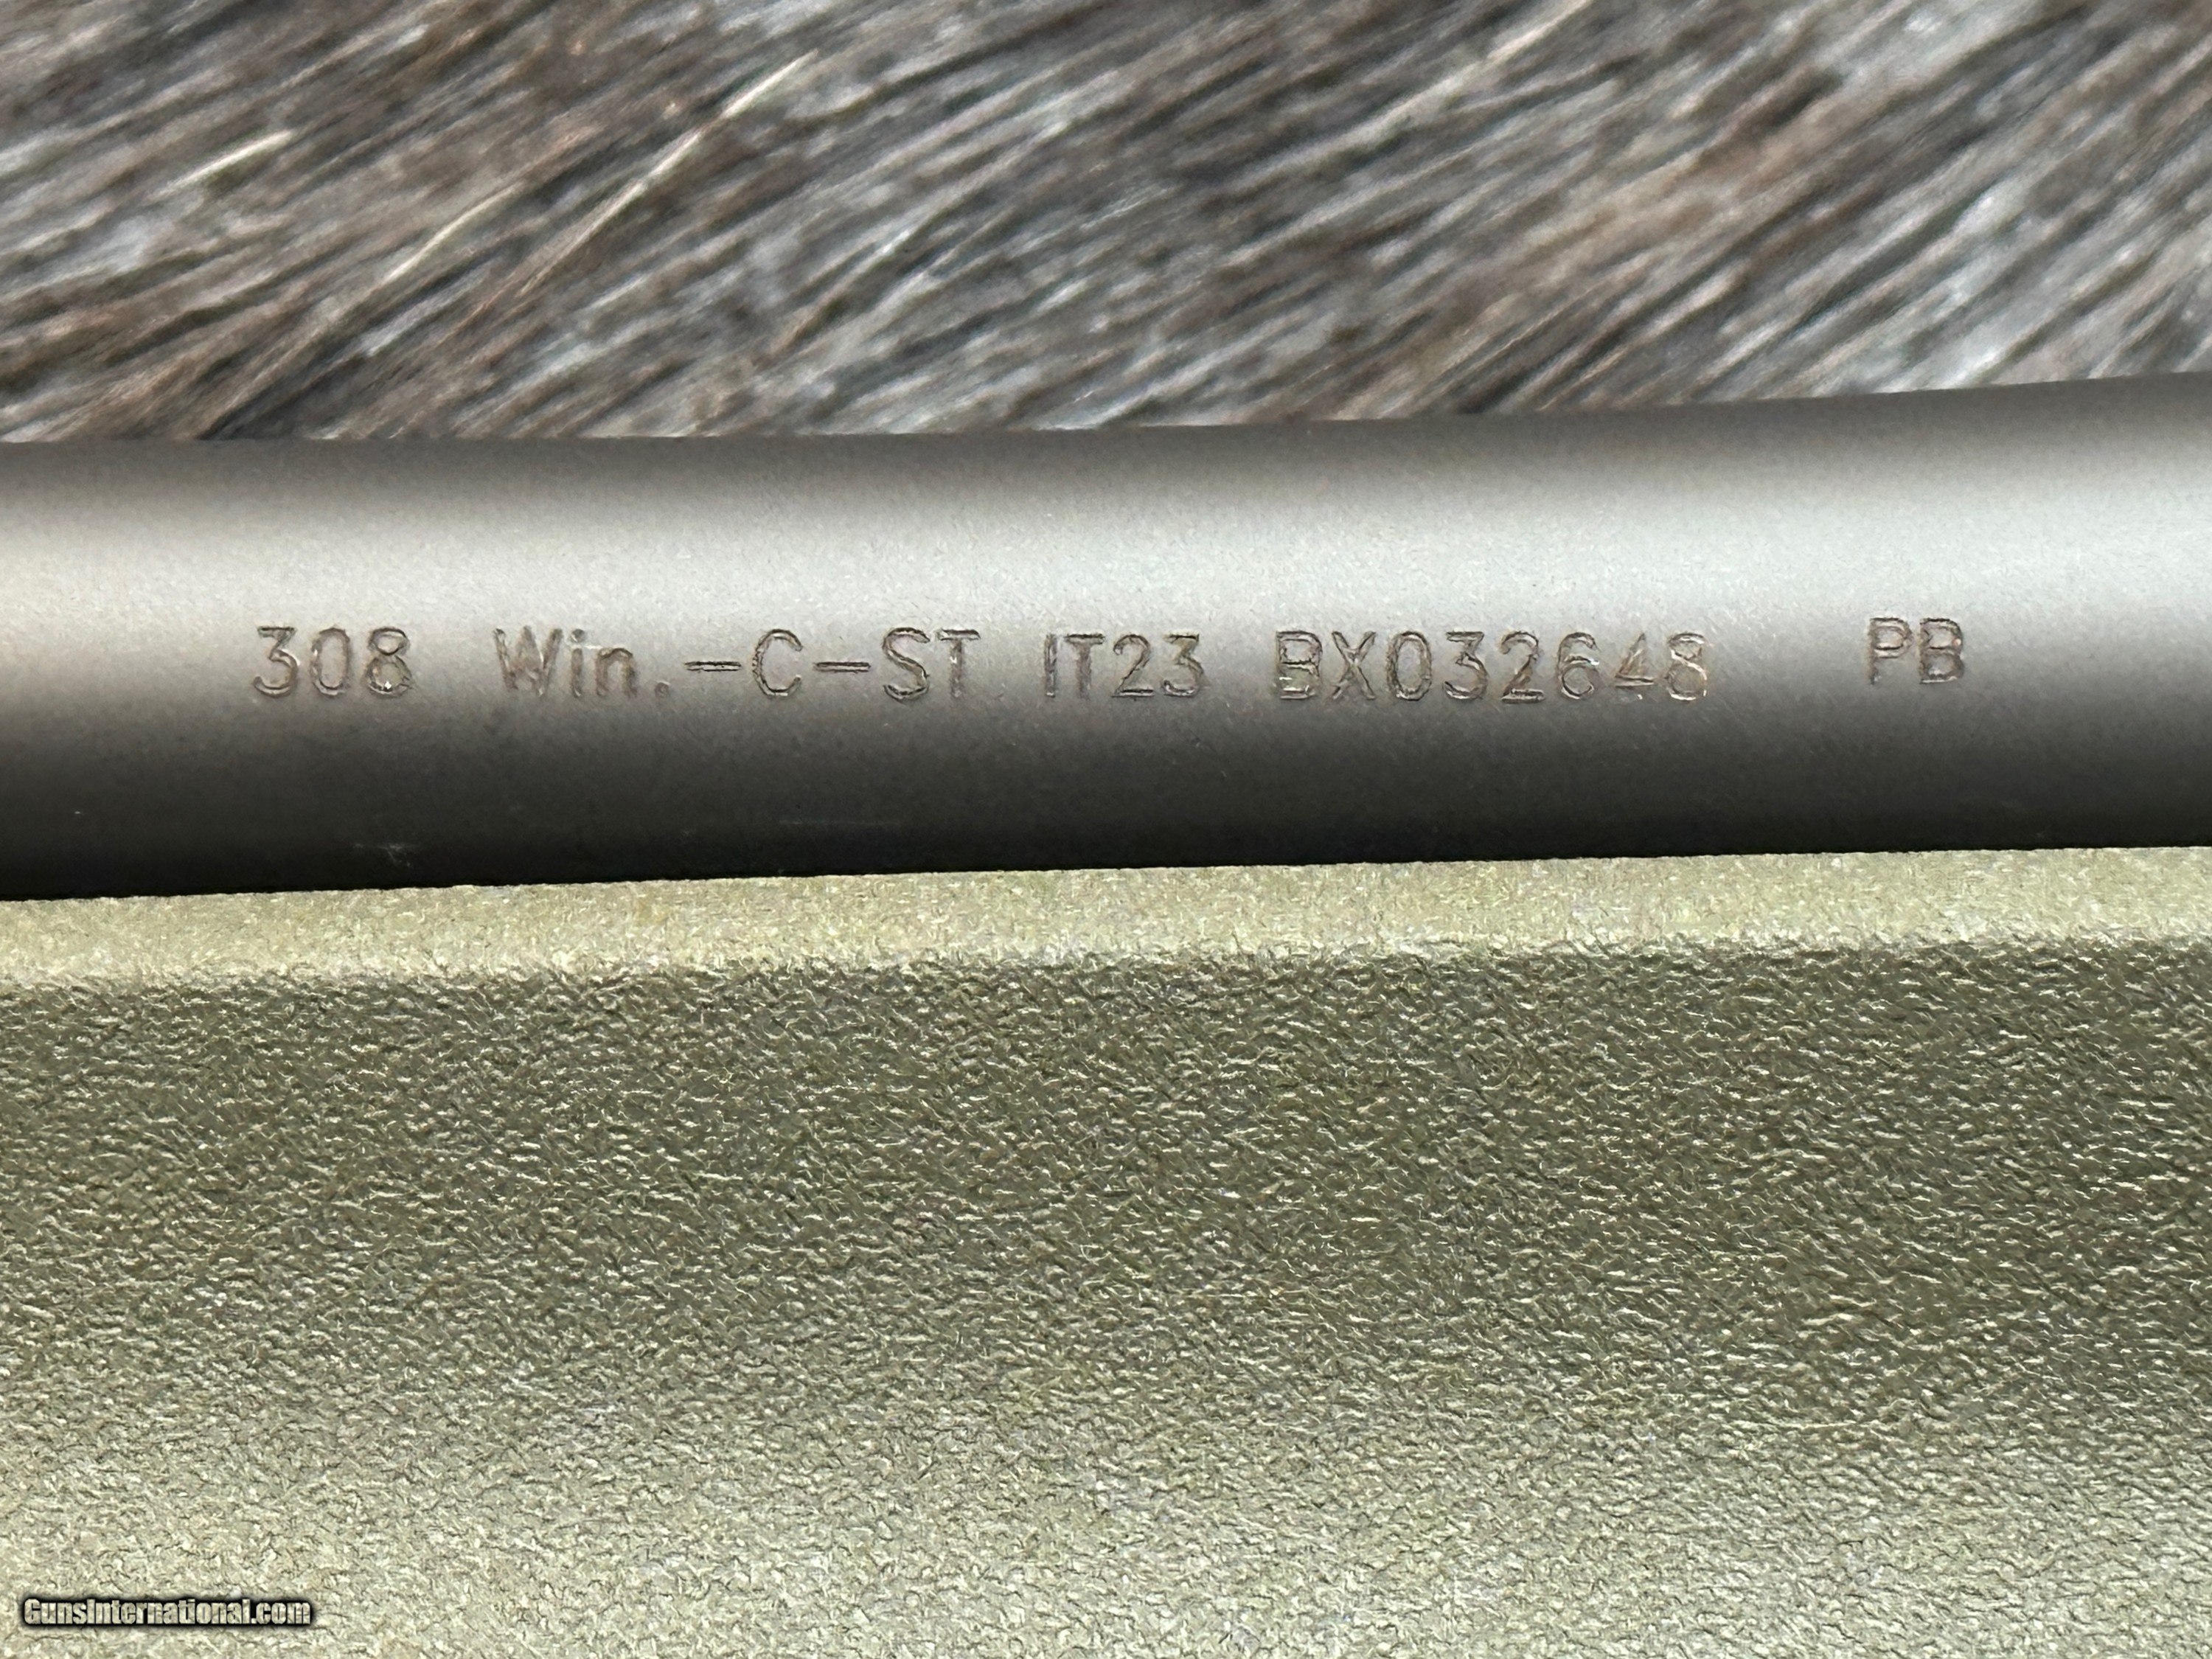 308 Win.-C-ST IT23 BX032648 PB
GunsInternational.com